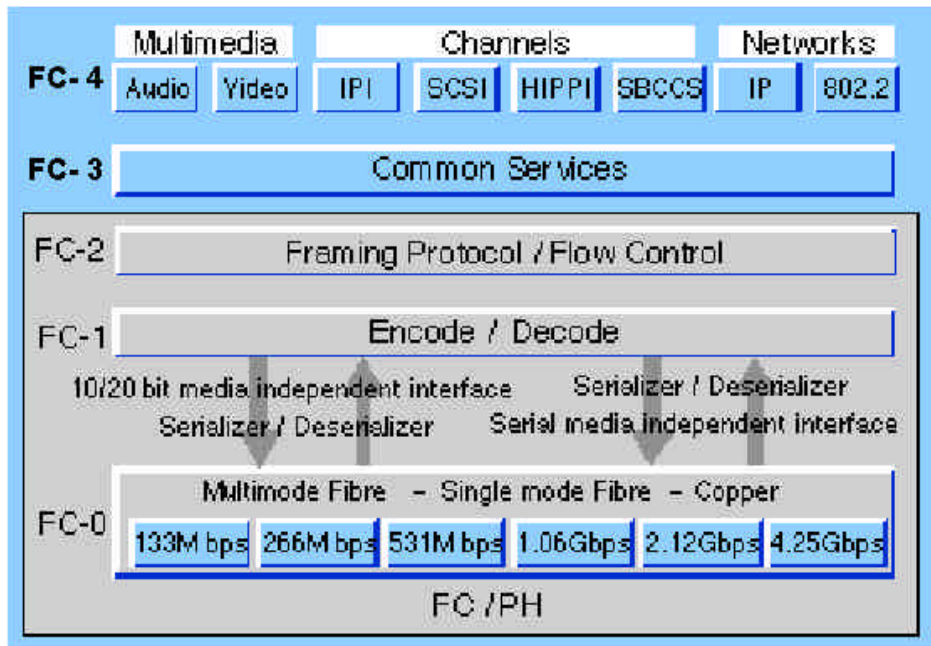 Multimedia Channels Networks
FC- 4 Audio Video IPI SCSI HIPPI SBCCS IP 802.2
FC- 3 Common Services
FC-2 Framing Protocol / Flow Control
FC-1 Encode / Decode
10/20 bit media independent interface Serializer / Deserializer
Serializer / Deserializer Serial media independent interface
Multimode Fibre - Single mode Fibre - Copper
FC-0 133M bps 266M bps 531M bps 1.06Gbps 2.12Gbps 4.25Gbps
FC /PH